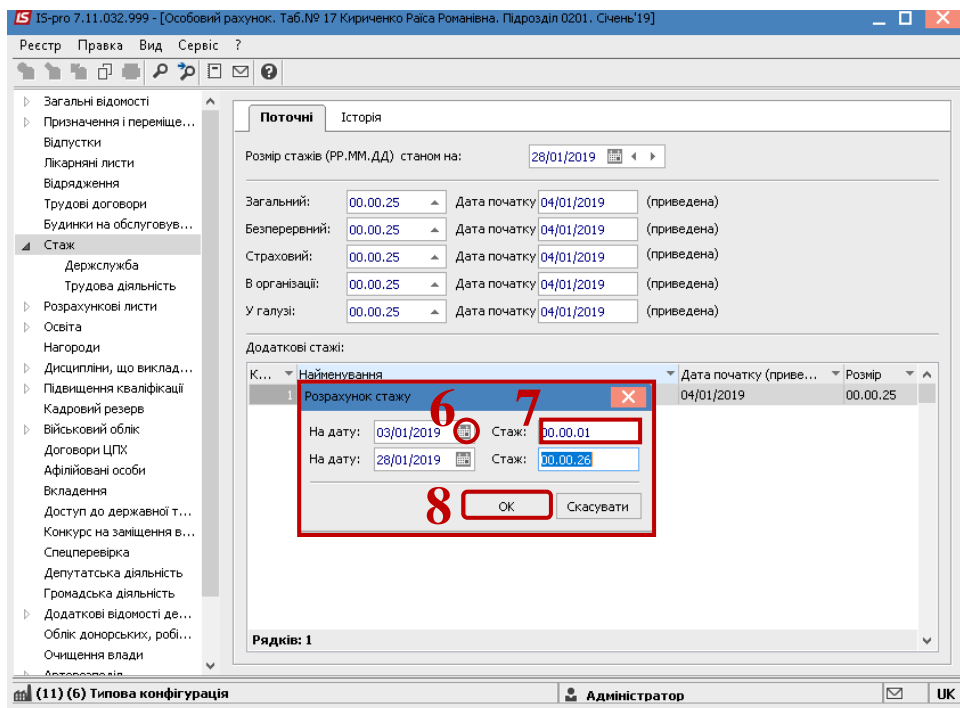 IS-pro 7.11.032.999 - [Особовий рахунок. Таб.№ 17 Кириченко Раїса Романівна. Підрозділ 0201. Січень'19]
Реєстр Правка Вид Сервіс ?
Загальні відомості
Призначення і переміще...
Відпустки
Лікарняні листи
Відрядження
Трудові договори
Будинки на обслуговув...
Стаж
Держслужба
Трудова діяльність
Розрахункові листи
Освіта
Нагороди
Дисципліни, що виклад...
Підвищення кваліфікації
Кадровий резерв
Військовий облік
Договори ЦПХ
Афілійовані особи
Вкладення
Доступ до державної т...
Конкурс на заміщення в...
Спецперевірка
Депутатська діяльність
Громадська діяльність
Додаткові відомості де...
Облік донорських, робі...
Очищення влади
Поточні Історія
Розмір стажів (РР.ММ.ДД) станом на: 28/01/2019
Загальний: 00.00.25 Дата початку 04/01/2019 (приведена)
Безперервний: 00.00.25 Дата початку 04/01/2019 (приведена)
Страховий: 00.00.25 Дата початку 04/01/2019 (приведена)
В організації: 00.00.25 Дата початку 04/01/2019 (приведена)
У галузі: 00.00.25 Дата початку 04/01/2019 (приведена)
Додаткові стажі:
К... Найменування Дата початку (приве... Розмір
1 04/01/2019 00.00.25
Розрахунок стажу
6 7
На дату: 03/01/2019 Стаж: 00.00.01
На дату: 28/01/2019 Стаж: 00.00.26
8 OK Скасувати
Рядків: 1
(11) (6) Типова конфігурація Адміністратор UK